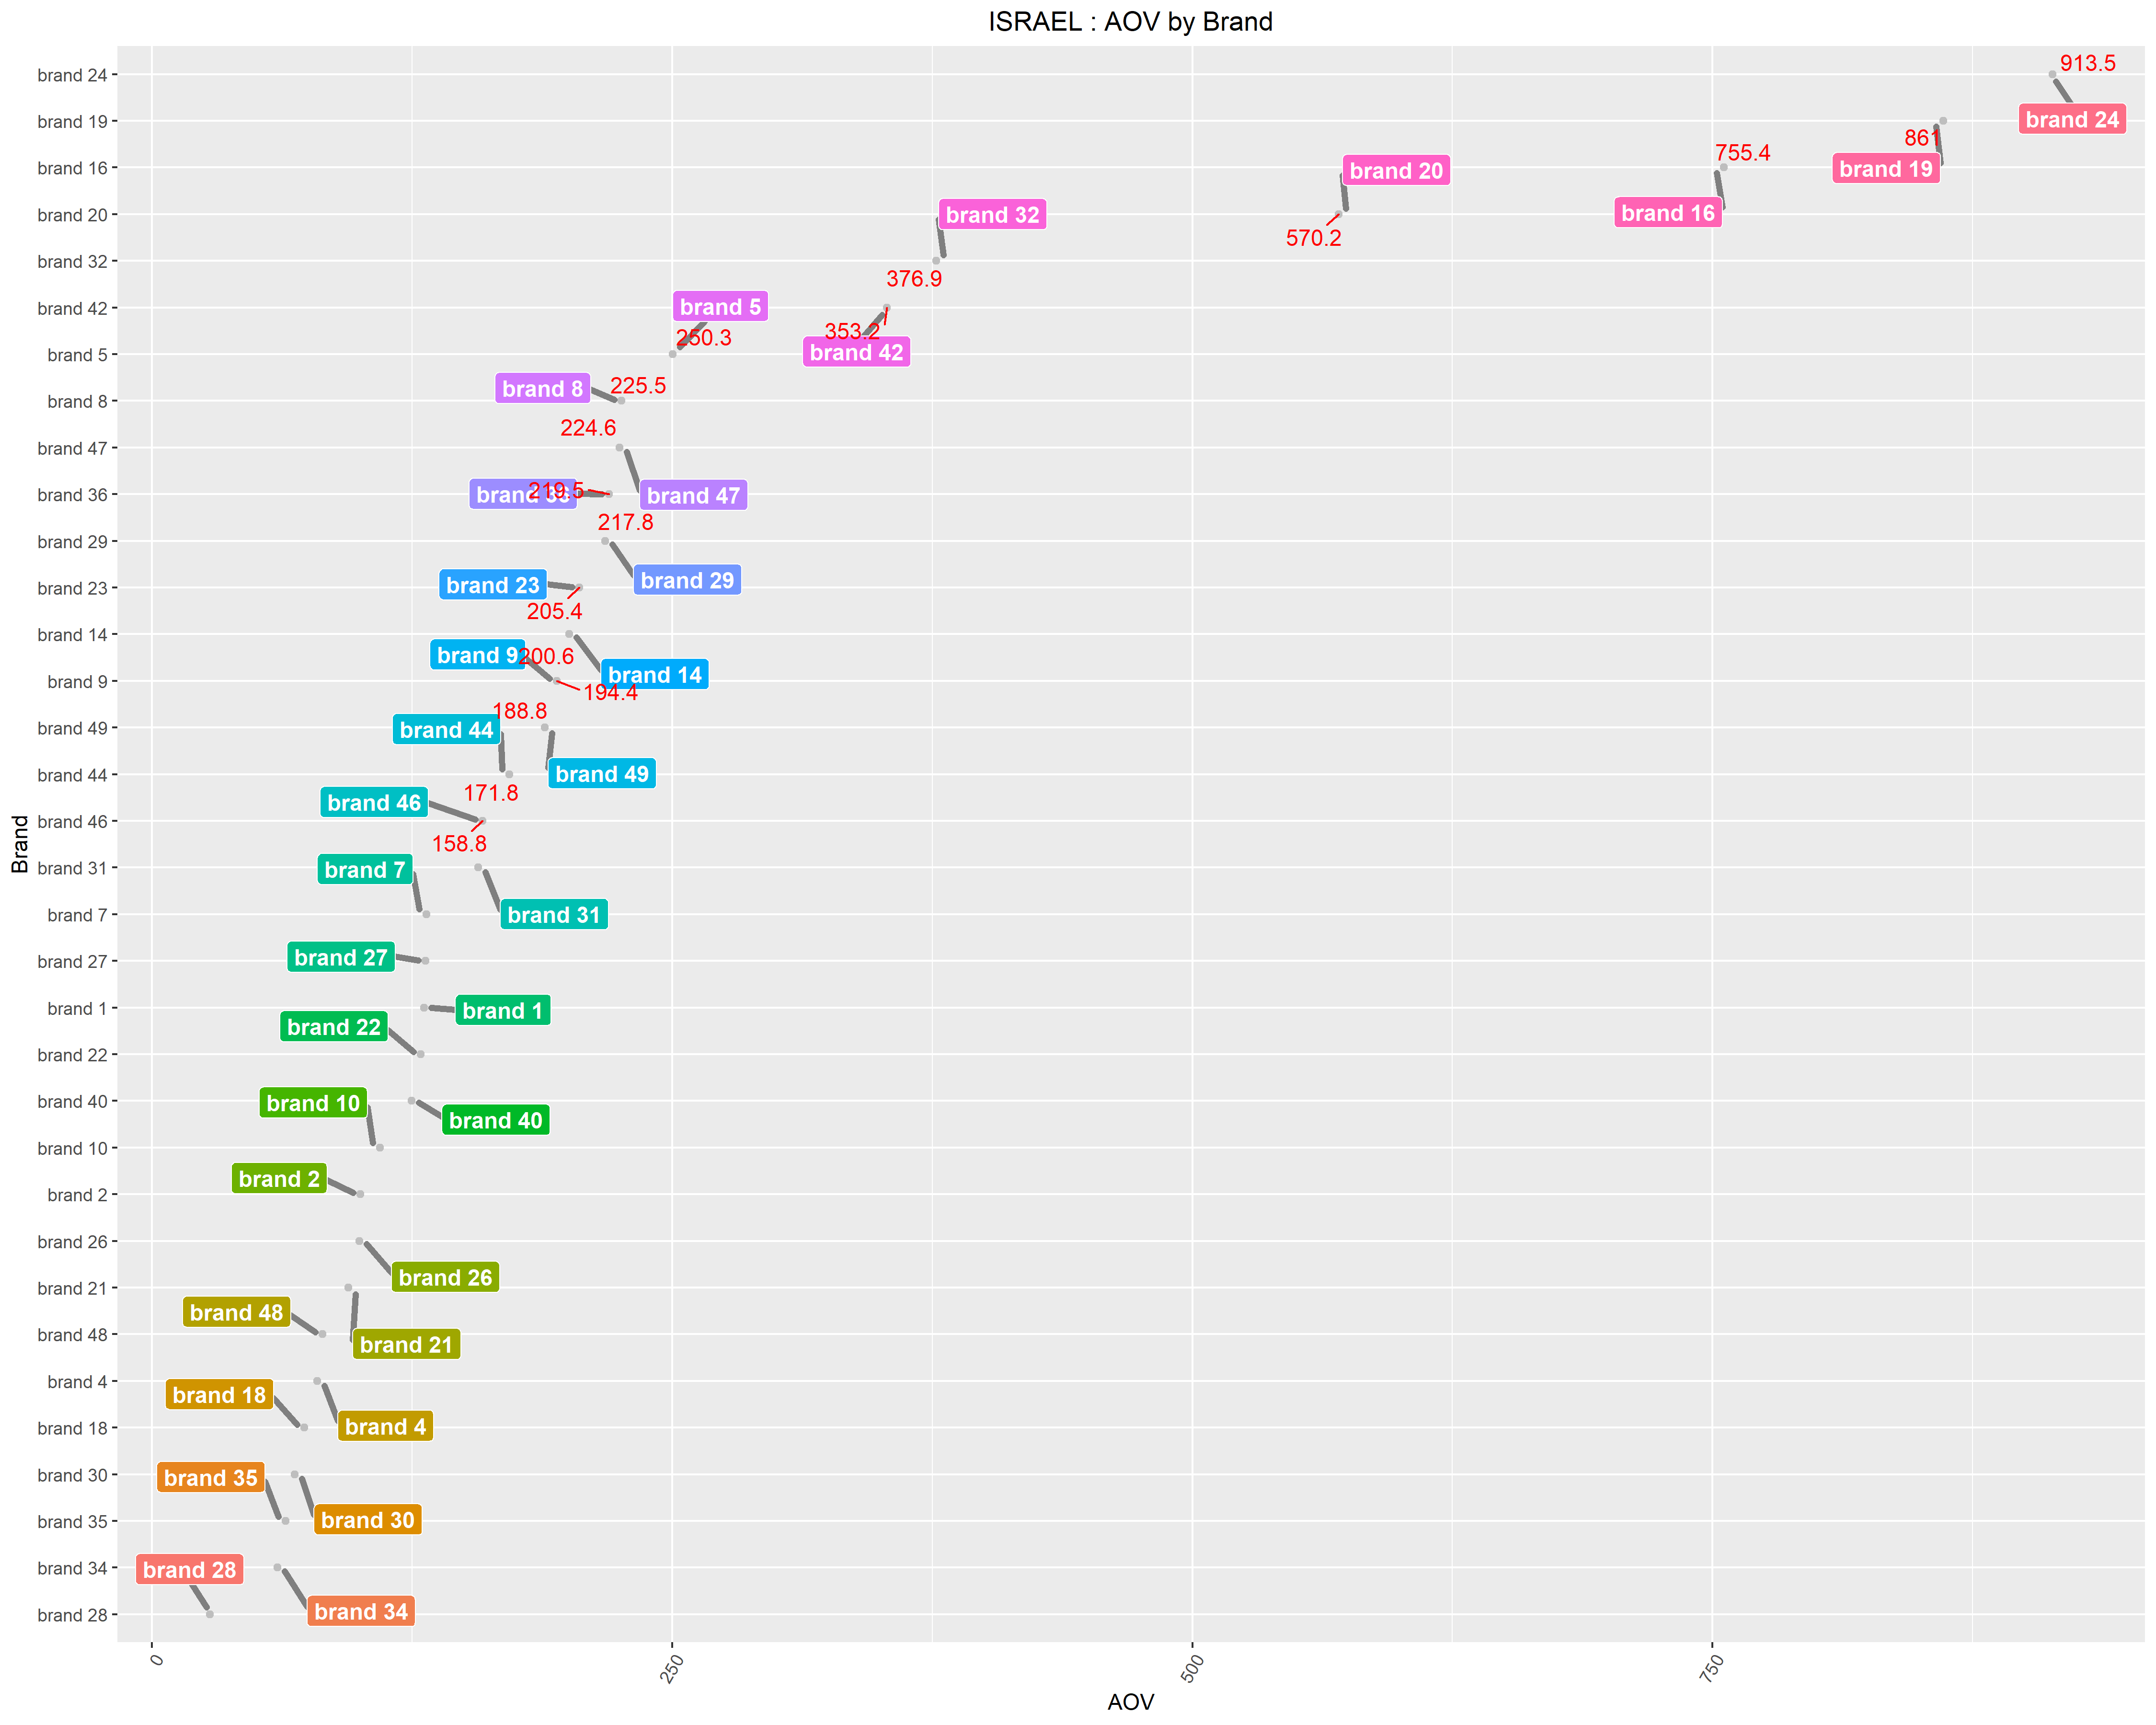 ISRAEL : AOV by Brand
brand 24
913.5
brand 24
brand 19
861
brand 19
brand 16
755.4
brand 16
brand 20
brand 20
570.2
brand 32
brand 32
376.9
brand 42
353.2
brand 42
brand 5
brand 5
250.3
brand 8
brand 8
225.5
brand 47
224.6
brand 47
brand 36
219.5
brand 29
217.8
brand 29
brand 23
brand 23
205.4
brand 14
200.6
brand 14
brand 9
brand 9
194.4
brand 49
188.8
brand 49
brand 44
brand 44
171.8
brand 46
brand 46
158.8
brand 31
brand 31
brand 7
brand 7
brand 27
brand 27
brand 1
brand 1
brand 22
brand 22
brand 40
brand 40
brand 10
brand 10
brand 2
brand 2
brand 26
brand 26
brand 21
brand 21
brand 48
brand 48
brand 4
brand 4
brand 18
brand 18
brand 30
brand 30
brand 35
brand 35
brand 34
brand 34
brand 28
brand 28
Brand
0
250
500
750
AOV